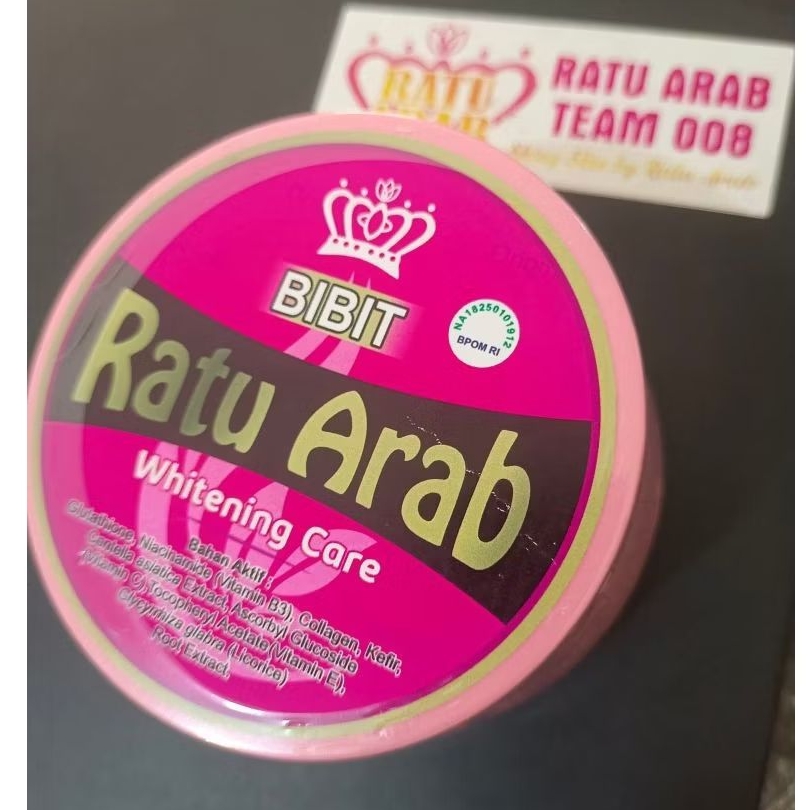 RATU ARAB
TEAM 008
RATU
BIBIT
NA18250101912
BPOM RI
Ratu Arab
Whitening Care
Bahan Aktif :
Glutathione, Niacinamide (Vitamin B3), Collagen, Kefir,
Centella asiatica Extract, Ascorbyl Glucoside
(Vitamin C), Tocopheryl Acetate (Vitamin E),
Glycyrrhiza glabra (Licorice)
Root Extract.